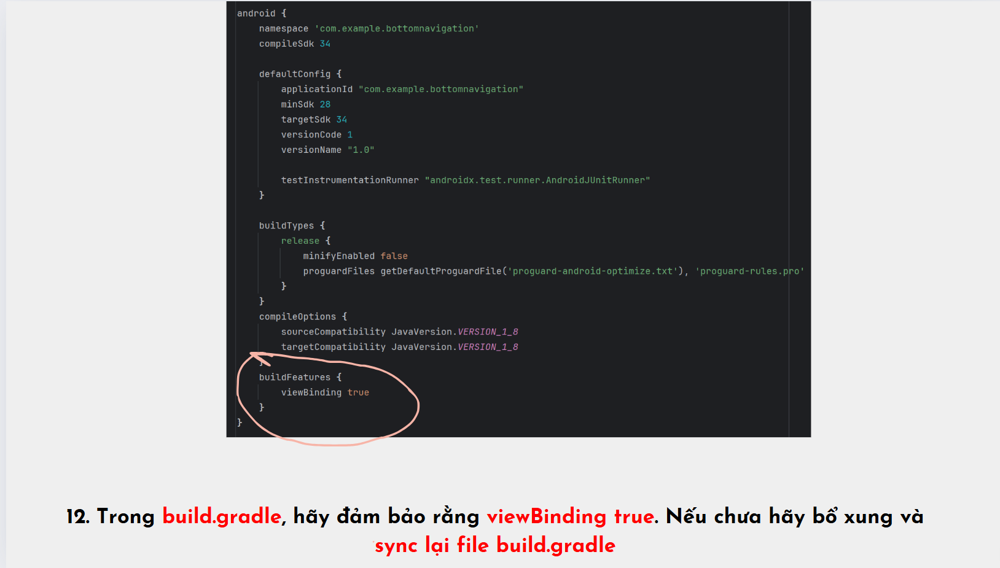 android {
namespace 'com.example.bottomnavigation'
compileSdk 34
defaultConfig {
applicationId "com.example.bottomnavigation"
minSdk 28
targetSdk 34
versionCode 1
versionName "1.0"
testInstrumentationRunner "androidx.test.runner.AndroidJUnitRunner"
}
buildTypes {
release {
minifyEnabled false
proguardFiles getDefaultProguardFile('proguard-android-optimize.txt'), 'proguard-rules.pro'
}
}
compileOptions {
sourceCompatibility JavaVersion.VERSION_1_8
targetCompatibility JavaVersion.VERSION_1_8
}
buildFeatures {
viewBinding true
}
}
12. Trong build.gradle, hãy đảm bảo rằng viewBinding true. Nếu chưa hãy bổ xung và
sync lại file build.gradle